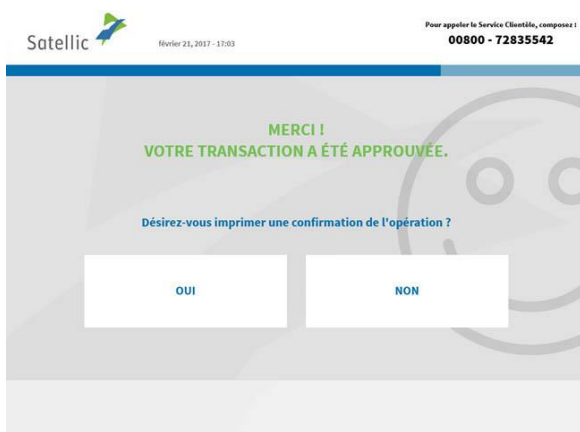 Satellic
février 21, 2017 - 17:03
Pour appeler le Service Clientèle, composez :
00800 - 72835542
MERCI !
VOTRE TRANSACTION A ÉTÉ APPROUVÉE.
Désirez-vous imprimer une confirmation de l'opération ?
OUI
NON